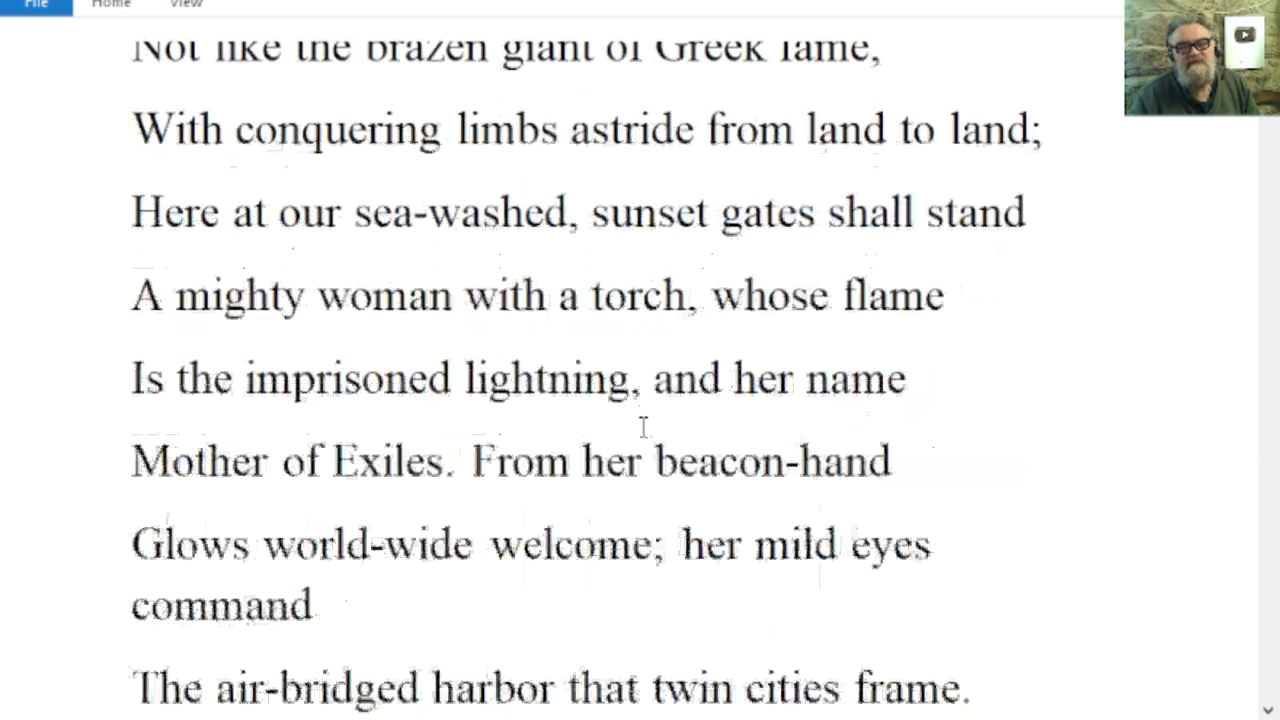 File Home View
Not like the brazen giant of Greek fame,
With conquering limbs astride from land to land;
Here at our sea-washed, sunset gates shall stand
A mighty woman with a torch, whose flame
Is the imprisoned lightning, and her name
Mother of Exiles. From her beacon-hand
Glows world-wide welcome; her mild eyes
command
The air-bridged harbor that twin cities frame.